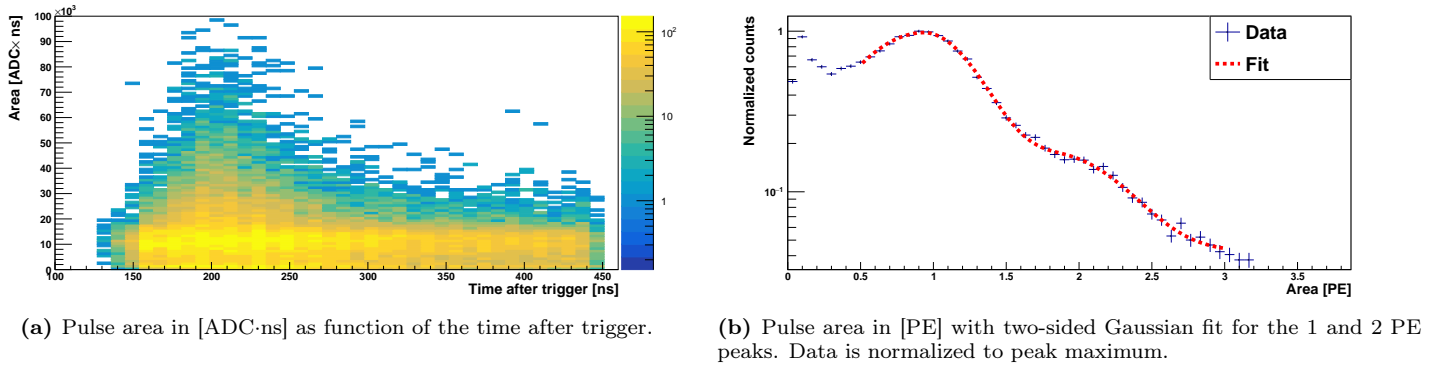 ×10³
100
90
80
70
60
50
40
30
20
10
0
Area [ADC× ns]
100 150 200 250 300 350 400 450
Time after trigger [ns]
10²
10
1
(a) Pulse area in [ADC·ns] as function of the time after trigger.
Normalized counts
1
10⁻¹
Data
Fit
0 0.5 1 1.5 2 2.5 3 3.5
Area [PE]
(b) Pulse area in [PE] with two-sided Gaussian fit for the 1 and 2 PE
peaks. Data is normalized to peak maximum.